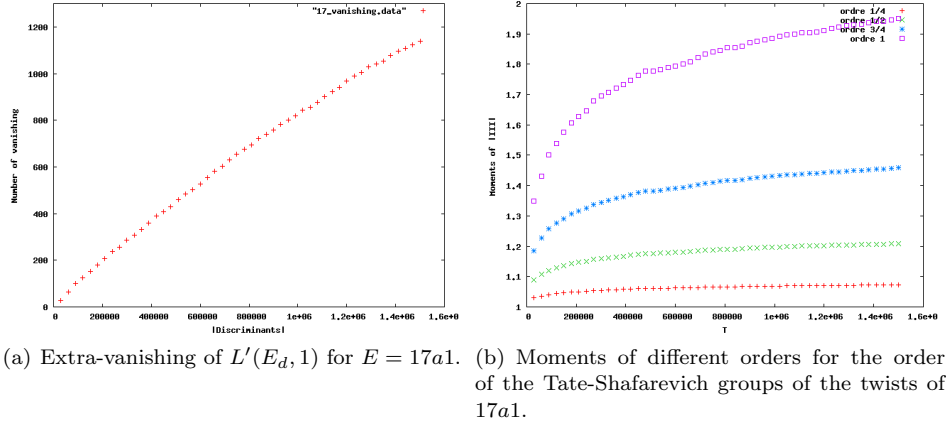 "17_vanishing.data"
1200
1000
800
600
400
200
0
Number of vanishing
0 200000 400000 600000 800000 1e+06 1.2e+06 1.4e+06 1.6e+0
|Discriminants|
ordre 1/4
ordre 1/2
ordre 3/4
ordre 1
2
1.9
1.8
1.7
1.6
1.5
1.4
1.3
1.2
1.1
1
Moments of |III|
0 200000 400000 600000 800000 1e+06 1.2e+06 1.4e+06 1.6e+0
T
(a) Extra-vanishing of L′(E_d, 1) for E = 17a1.
(b) Moments of different orders for the order
of the Tate-Shafarevich groups of the twists of
17a1.